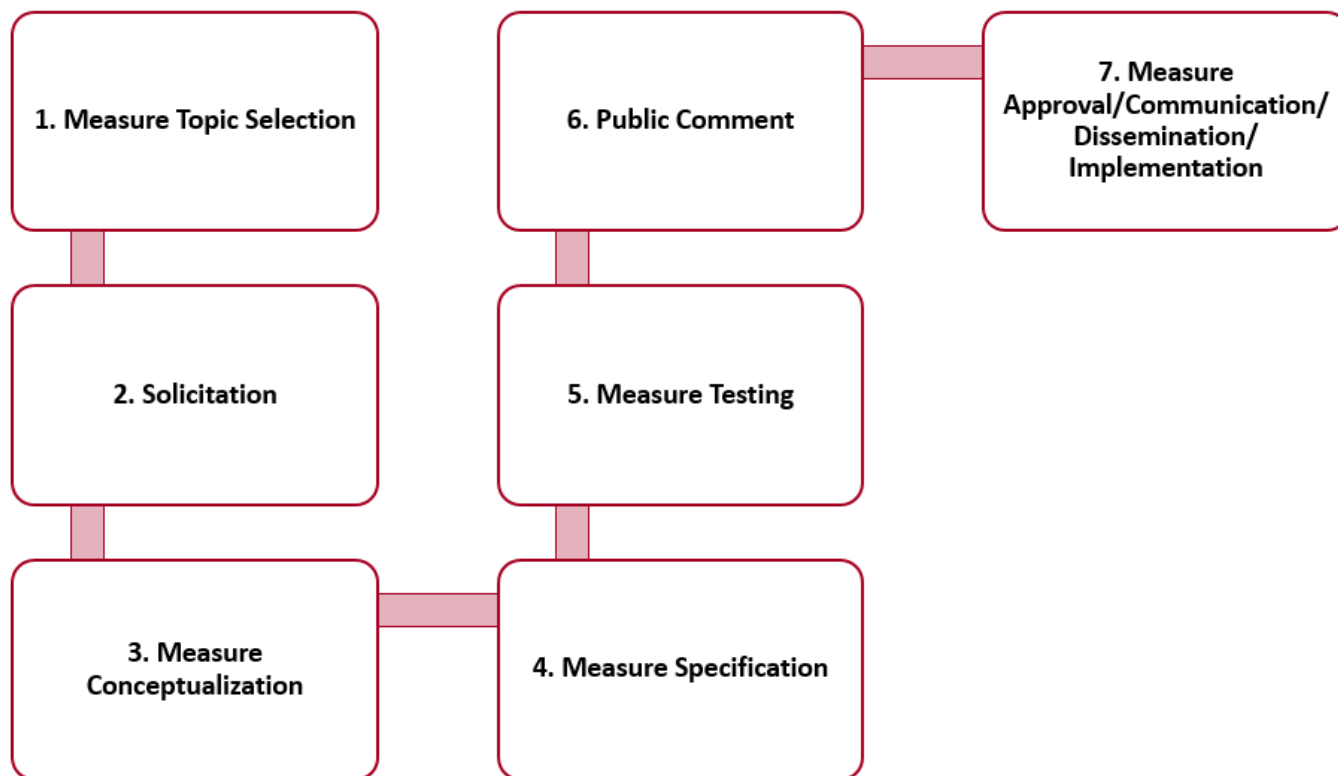 1. Measure Topic Selection
2. Solicitation
3. Measure
Conceptualization
4. Measure Specification
5. Measure Testing
6. Public Comment
7. Measure
Approval/Communication/
Dissemination/
Implementation